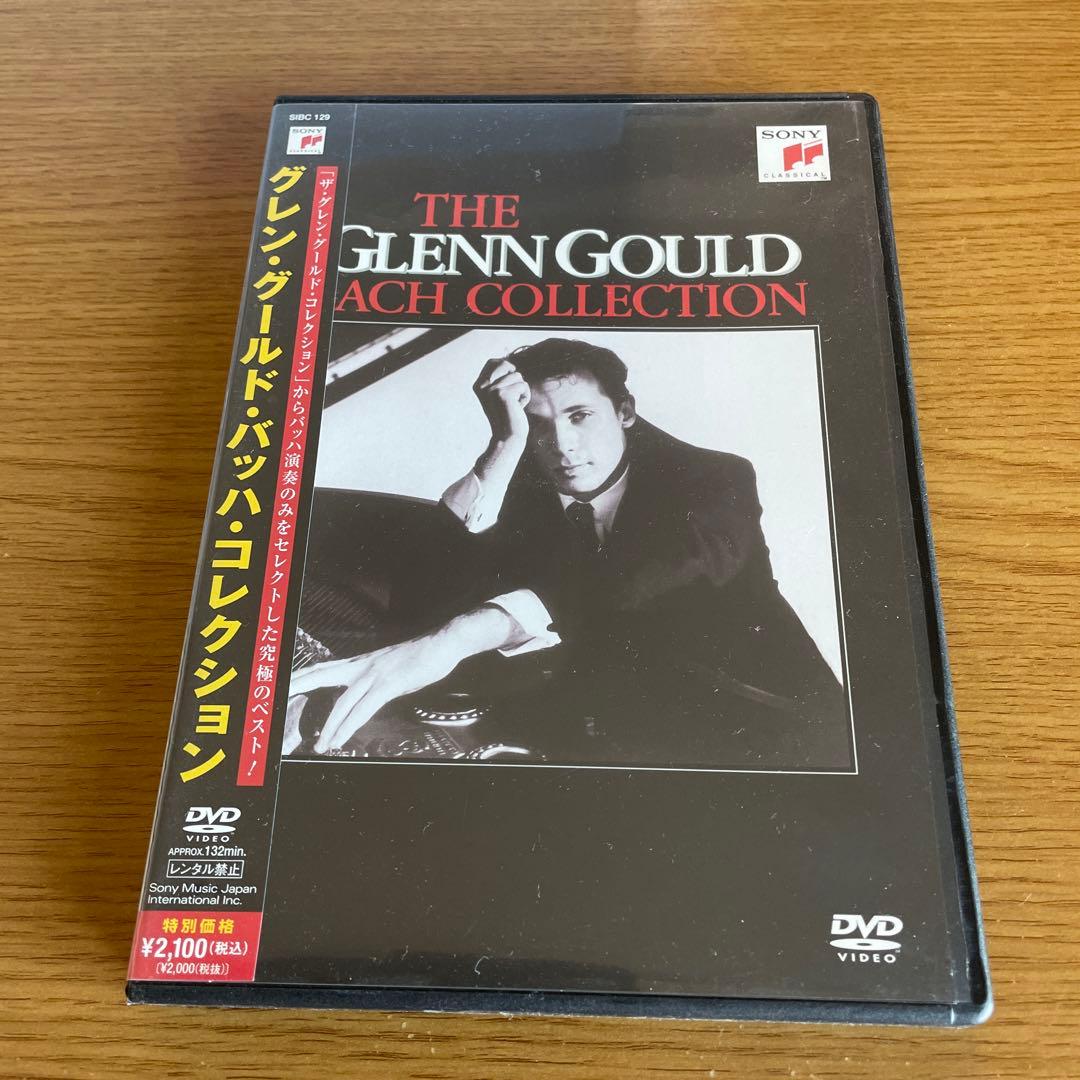 SIBC 129
SONY
CLASSICAL
「ザ・グレン・グールド・コレクション」からバッハ演奏のみをセレクトした究極のベスト!
グレン・グールド・バッハ・コレクション
DVD
VIDEO
APPROX.132min.
レンタル禁止
Sony Music Japan
International Inc.
特別価格
¥2,100(税込)
[¥2,000(税抜)]
SONY
CLASSICAL
THE
GLENN GOULD
ACH COLLECTION
DVD
VIDEO